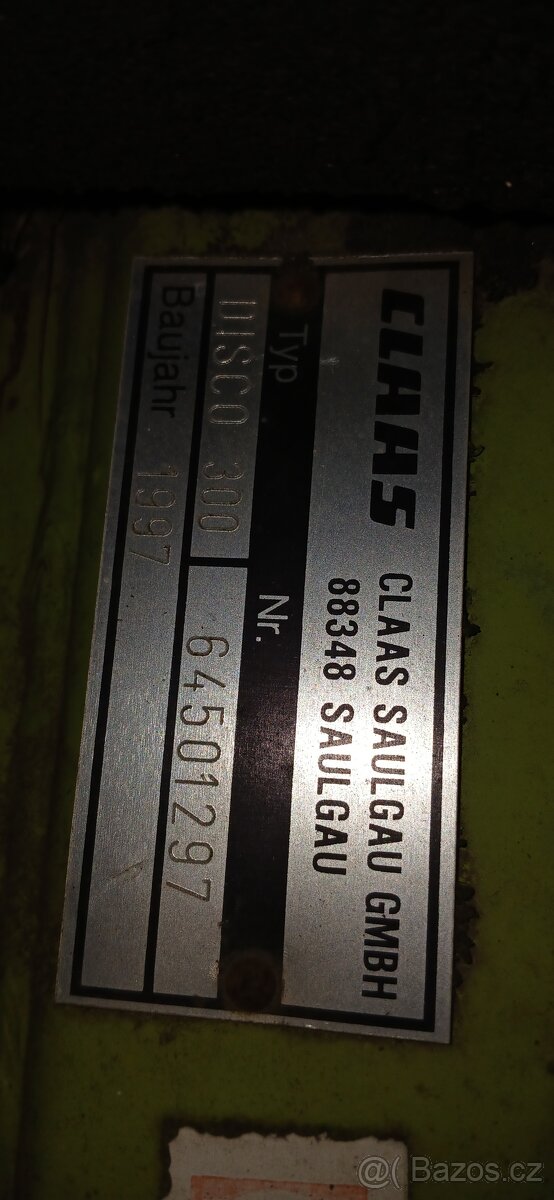 CLAAS
CLAAS SAULGAU GMBH
88348 SAULGAU
Typ
Nr.
DISCO 300
64501297
Baujahr 1997
@( Bazos.cz